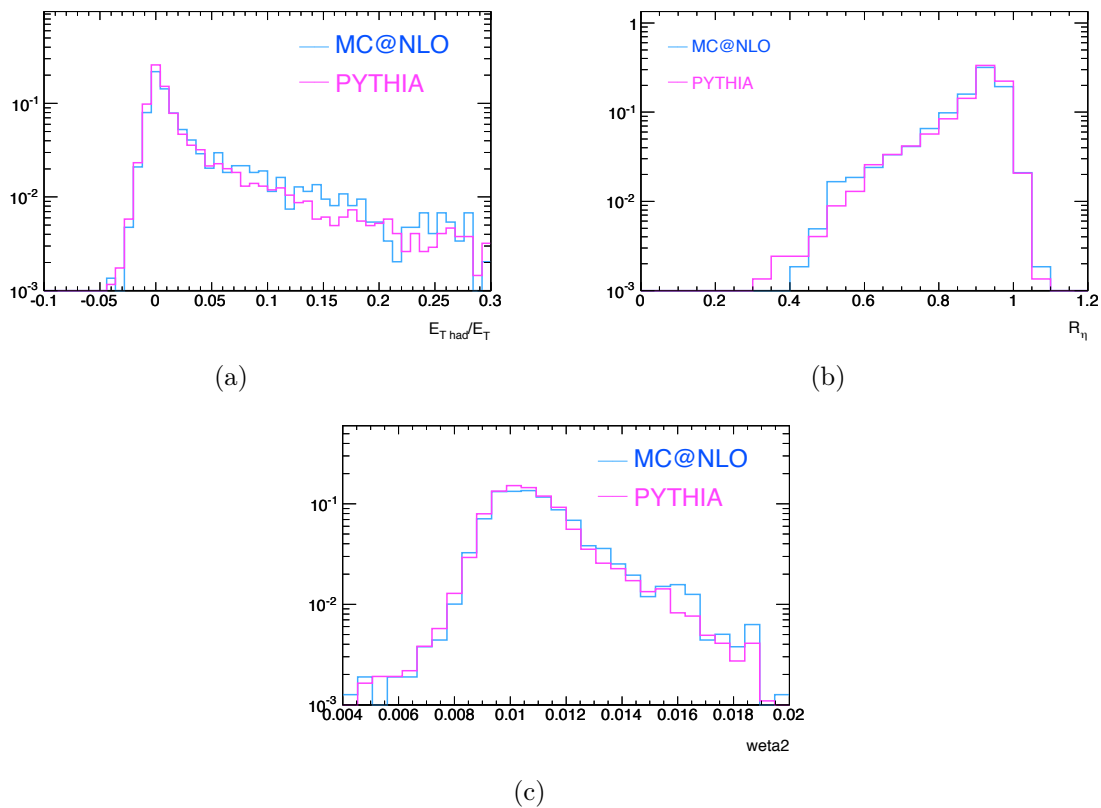 MC@NLO
PYTHIA
10^-1
10^-2
10^-3
-0.1 -0.05 0 0.05 0.1 0.15 0.2 0.25 0.3
E_T had/E_T
(a)
1
MC@NLO
PYTHIA
10^-1
10^-2
10^-3
0 0.2 0.4 0.6 0.8 1 1.2
R_η
(b)
MC@NLO
PYTHIA
10^-1
10^-2
10^-3
0.004 0.006 0.008 0.01 0.012 0.014 0.016 0.018 0.02
weta2
(c)